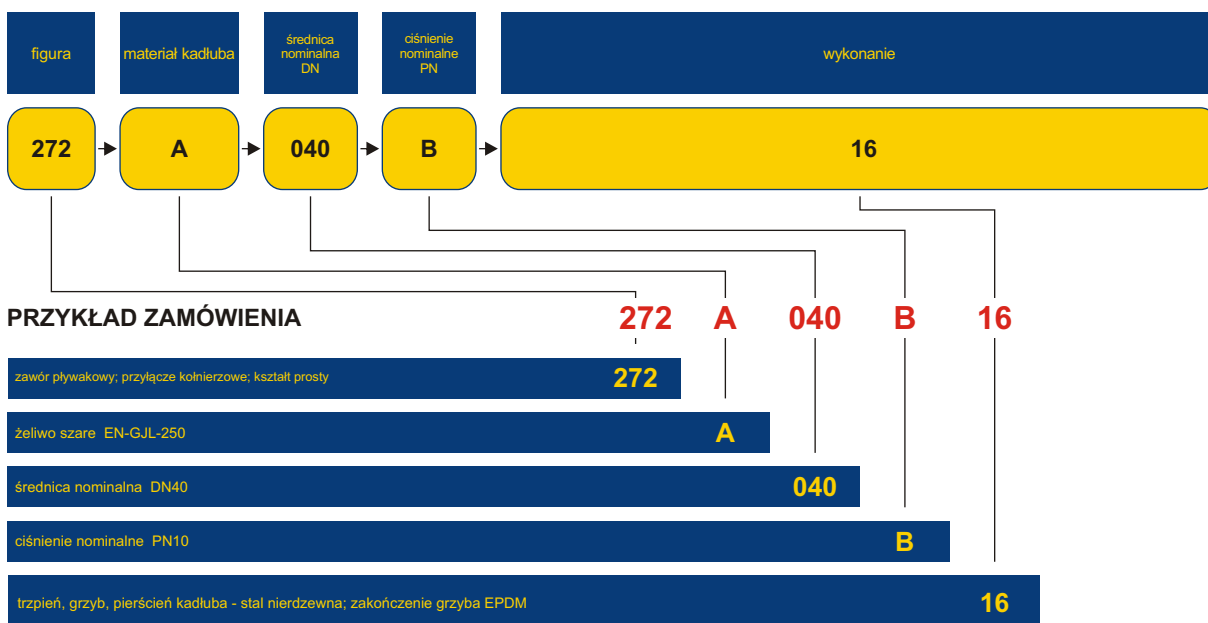 figura
materiał kadłuba
średnica
nominalna
DN
ciśnienie
nominalne
PN
wykonanie
272
A
040
B
16
PRZYKŁAD ZAMÓWIENIA
272 A 040 B 16
zawór pływakowy; przyłącze kołnierzowe; kształt prosty 272
żeliwo szare EN-GJL-250 A
średnica nominalna DN40 040
ciśnienie nominalne PN10 B
trzpień, grzyb, pierścień kadłuba - stal nierdzewna; zakończenie grzyba EPDM 16